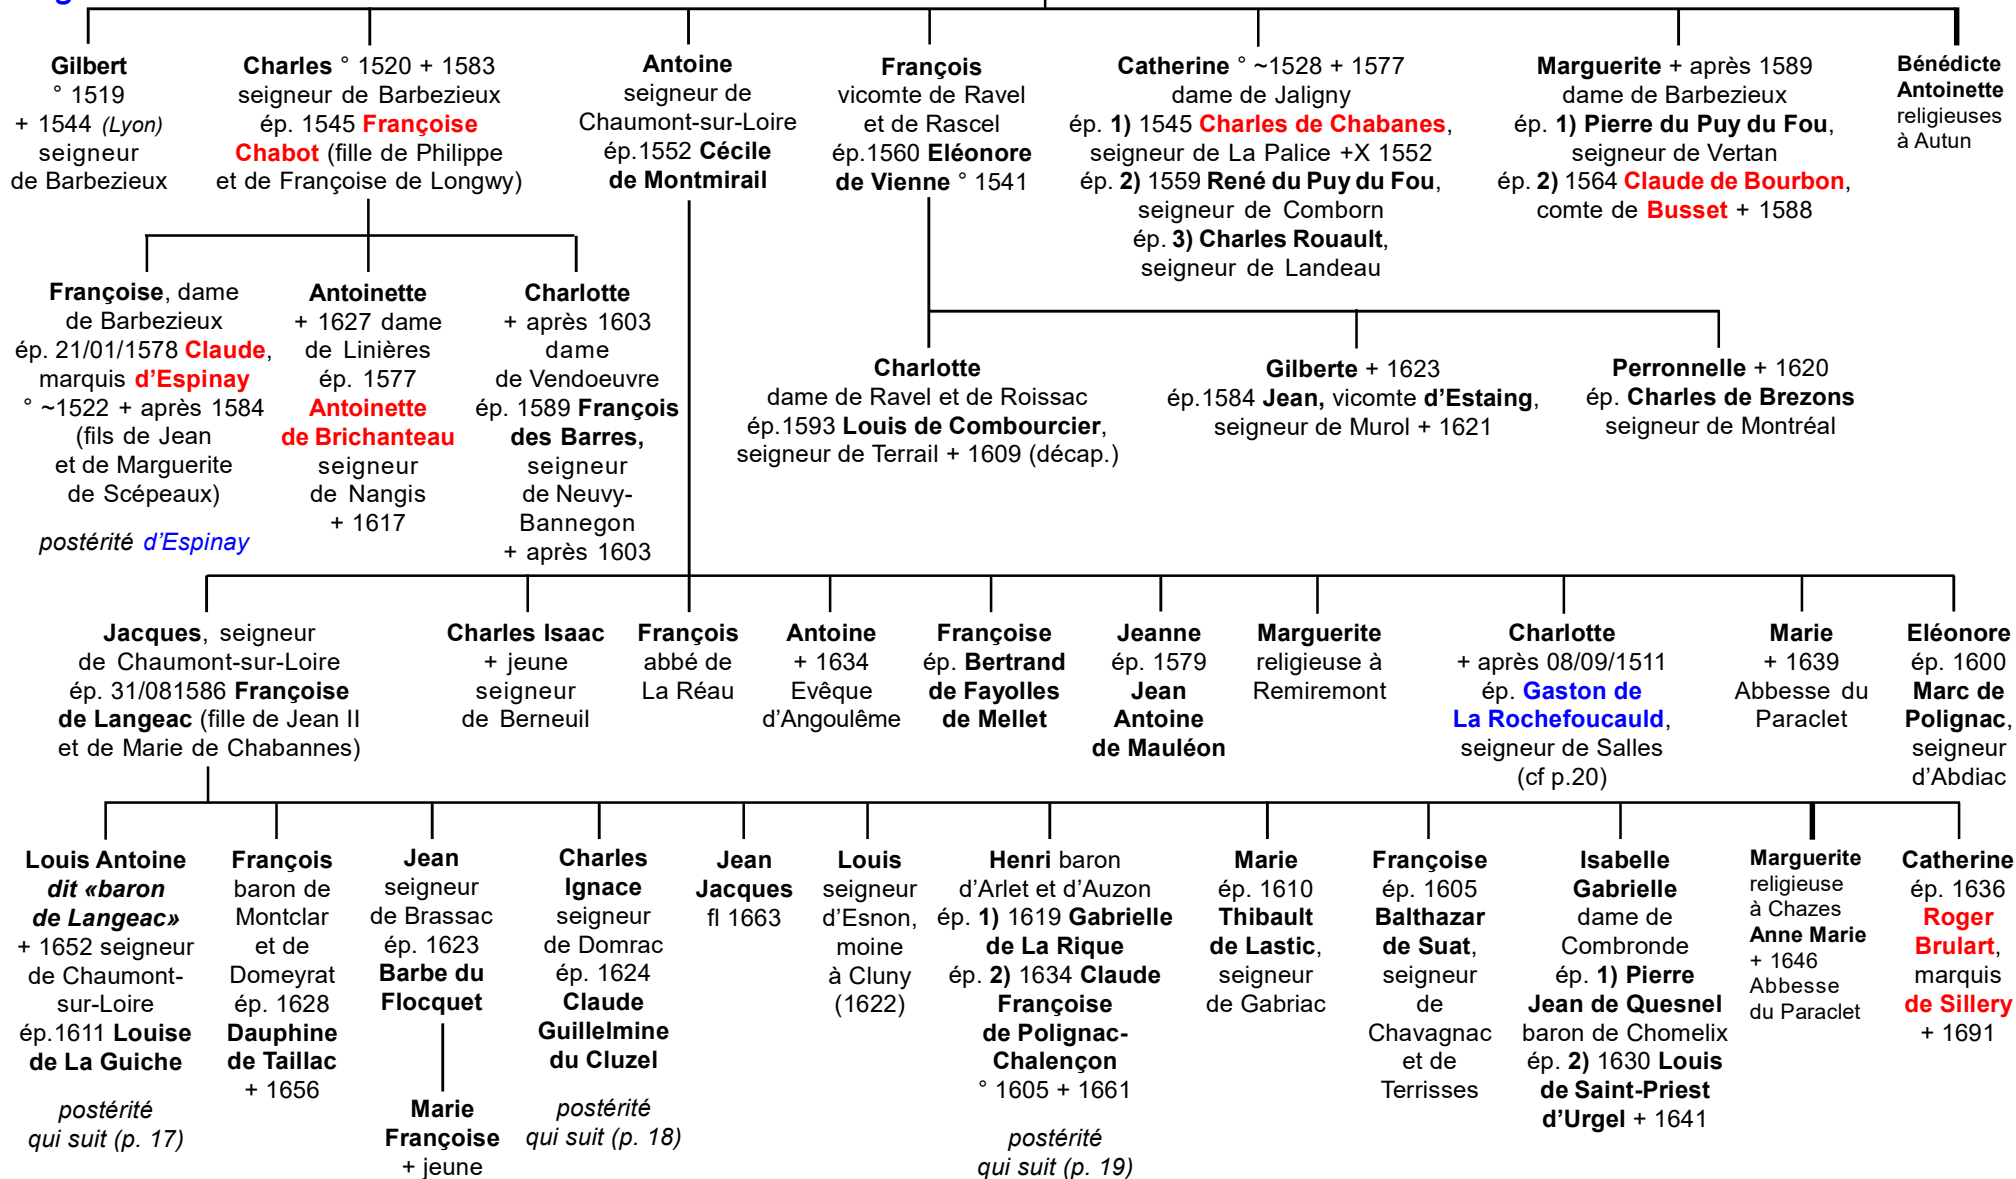 Gilbert
° 1519
+ 1544 (Lyon)
seigneur
de Barbezieux
Charles ° 1520 + 1583
seigneur de Barbezieux
ép. 1545 Françoise
Chabot (fille de Philippe
et de Françoise de Longwy)
Antoine
seigneur de
Chaumont-sur-Loire
ép.1552 Cécile
de Montmirail
François
vicomte de Ravel
et de Rascel
ép.1560 Eléonore
de Vienne ° 1541
Catherine ° ~1528 + 1577
dame de Jaligny
ép. 1) 1545 Charles de Chabanes,
seigneur de La Palice +X 1552
ép. 2) 1559 René du Puy du Fou,
seigneur de Comborn
ép. 3) Charles Rouault,
seigneur de Landeau
Marguerite + après 1589
dame de Barbezieux
ép. 1) Pierre du Puy du Fou,
seigneur de Vertan
ép. 2) 1564 Claude de Bourbon,
comte de Busset + 1588
Bénédicte
Antoinette
religieuses
à Autun
Françoise, dame
de Barbezieux
ép. 21/01/1578 Claude,
marquis d'Espinay
° ~1522 + après 1584
(fils de Jean
et de Marguerite
de Scépeaux)
postérité d'Espinay
Antoinette
+ 1627 dame
de Linières
ép. 1577
Antoinette
de Brichanteau
seigneur
de Nangis
+ 1617
Charlotte
+ après 1603
dame
de Vendoeuvre
ép. 1589 François
des Barres,
seigneur
de Neuvy-
Bannegon
+ après 1603
Charlotte
dame de Ravel et de Roissac
ép.1593 Louis de Combourcier,
seigneur de Terrail + 1609 (décap.)
Gilberte + 1623
ép.1584 Jean, vicomte d'Estaing,
seigneur de Murol + 1621
Perronnelle + 1620
ép. Charles de Brezons
seigneur de Montréal
Jacques, seigneur
de Chaumont-sur-Loire
ép. 31/081586 Françoise
de Langeac (fille de Jean II
et de Marie de Chabannes)
Charles Isaac
+ jeune
seigneur
de Berneuil
François
abbé de
La Réau
Antoine
+ 1634
Evêque
d'Angoulême
Françoise
ép. Bertrand
de Fayolles
de Mellet
Jeanne
ép. 1579
Jean
Antoine
de Mauléon
Marguerite
religieuse à
Remiremont
Charlotte
+ après 08/09/1511
ép. Gaston de
La Rochefoucauld,
seigneur de Salles
(cf p.20)
Marie
+ 1639
Abbesse du
Paraclet
Eléonore
ép. 1600
Marc de
Polignac,
seigneur
d'Abdiac
Louis Antoine
dit «baron
de Langeac»
+ 1652 seigneur
de Chaumont-
sur-Loire
ép.1611 Louise
de La Guiche
postérité
qui suit (p. 17)
François
baron de
Montclar
et de
Domeyrat
ép. 1628
Dauphine
de Taillac
+ 1656
Jean
seigneur
de Brassac
ép. 1623
Barbe du
Flocquet
Marie
Françoise
+ jeune
Charles
Ignace
seigneur
de Domrac
ép. 1624
Claude
Guillelmine
du Cluzel
postérité
qui suit (p. 18)
Jean
Jacques
fl 1663
Louis
seigneur
d'Esnon,
moine
à Cluny
(1622)
Henri baron
d'Arlet et d'Auzon
ép. 1) 1619 Gabrielle
de La Rique
ép. 2) 1634 Claude
Françoise
de Polignac-
Chalençon
° 1605 + 1661
postérité
qui suit (p. 19)
Marie
ép. 1610
Thibault
de Lastic,
seigneur
de Gabriac
Françoise
ép. 1605
Balthazar
de Suat,
seigneur
de
Chavagnac
et de
Terrisses
Isabelle
Gabrielle
dame de
Combronde
ép. 1) Pierre
Jean de Quesnel
baron de Chomelix
ép. 2) 1630 Louis
de Saint-Priest
d'Urgel + 1641
Marguerite
religieuse
à Chazes
Anne Marie
+ 1646
Abbesse
du Paraclet
Catherine
ép. 1636
Roger
Brulart,
marquis
de Sillery
+ 1691